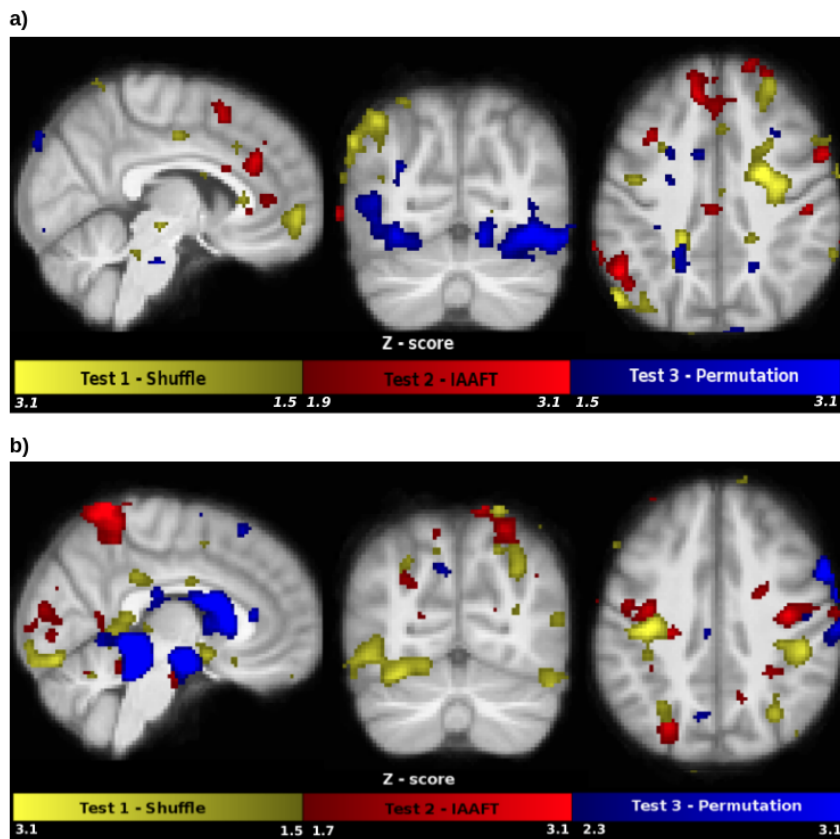 a)
Z - score
Test 1 - Shuffle Test 2 - IAAFT Test 3 - Permutation
3.1 1.5 1.9 3.1 1.5 3.1
b)
Z - score
Test 1 - Shuffle Test 2 - IAAFT Test 3 - Permutation
3.1 1.5 1.7 3.1 2.3 3.1